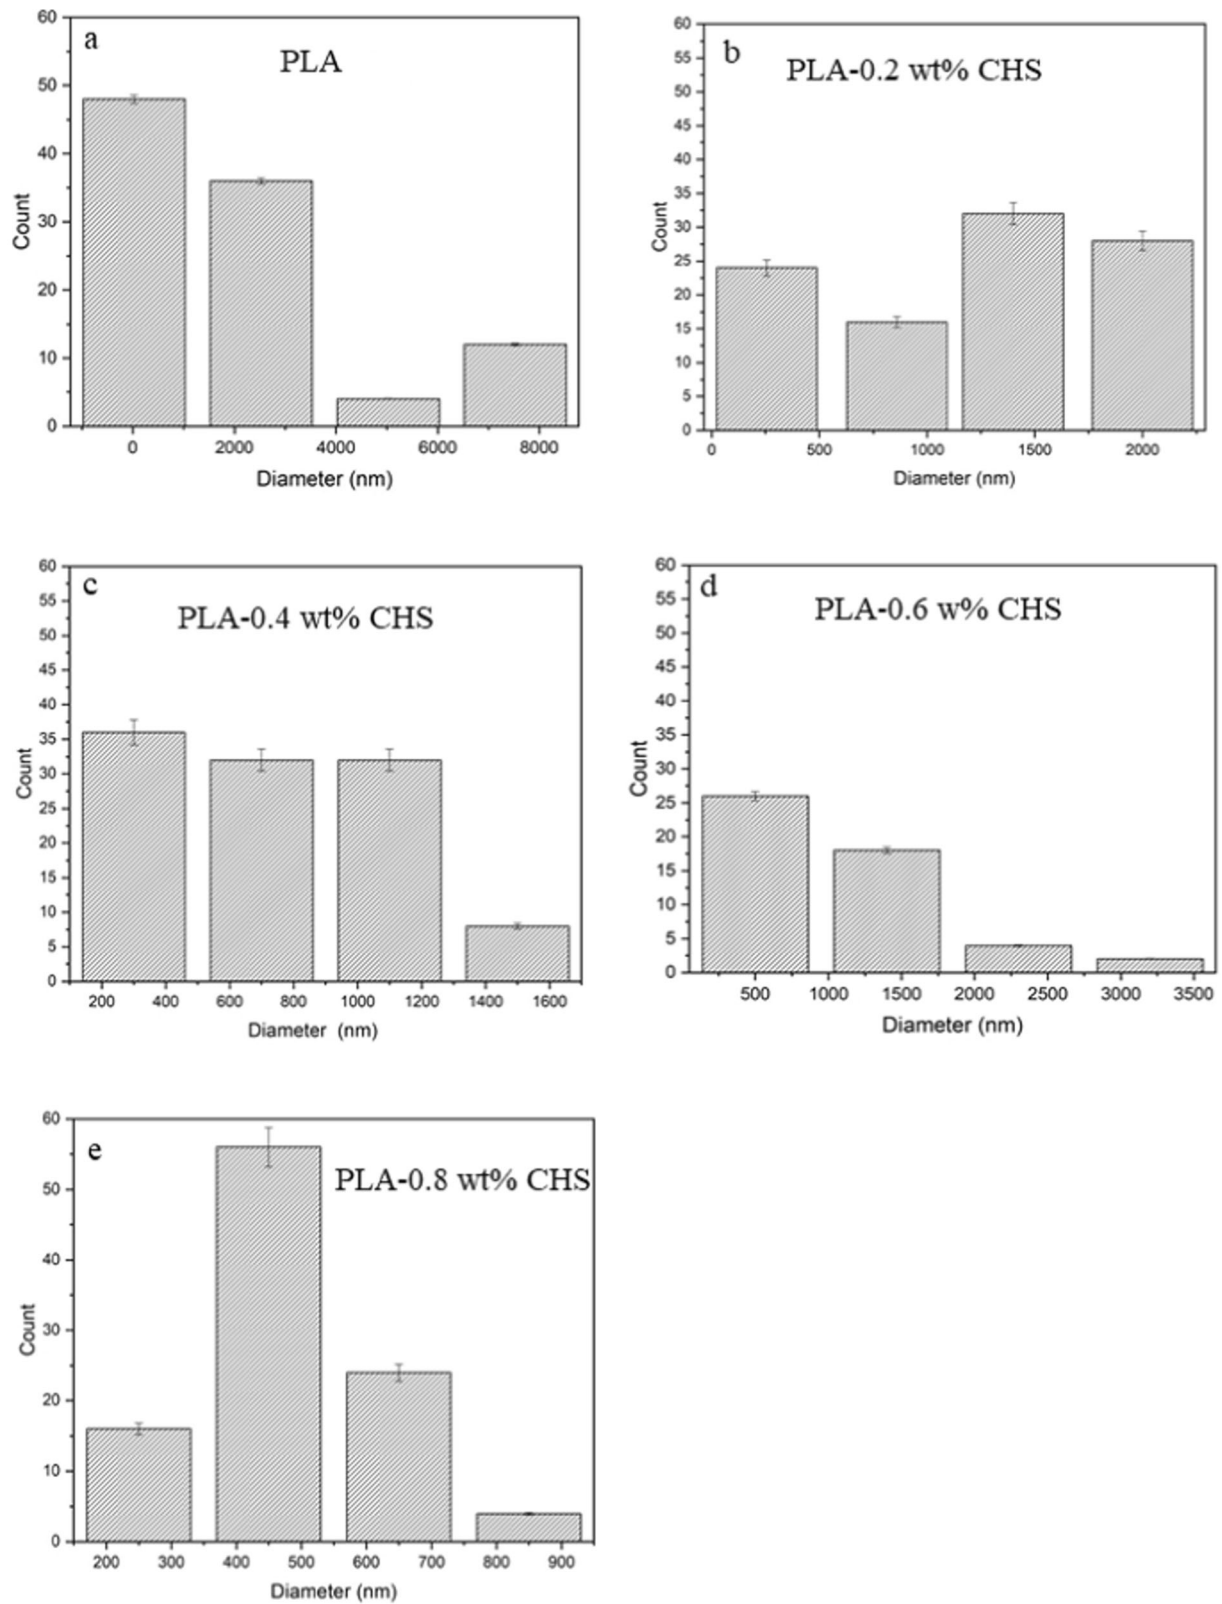 a
PLA
60
50
40
30
20
10
0
Count
0 2000 4000 6000 8000
Diameter (nm)
b
PLA-0.2 wt% CHS
60
55
50
45
40
35
30
25
20
15
10
5
0
Count
0 500 1000 1500 2000
Diameter (nm)
c
PLA-0.4 wt% CHS
60
55
50
45
40
35
30
25
20
15
10
5
0
Count
200 400 600 800 1000 1200 1400 1600
Diameter (nm)
d
PLA-0.6 w% CHS
60
55
50
45
40
35
30
25
20
15
10
5
0
Count
500 1000 1500 2000 2500 3000 3500
Diameter (nm)
e
PLA-0.8 wt% CHS
60
50
40
30
20
10
0
Count
200 300 400 500 600 700 800 900
Diameter (nm)